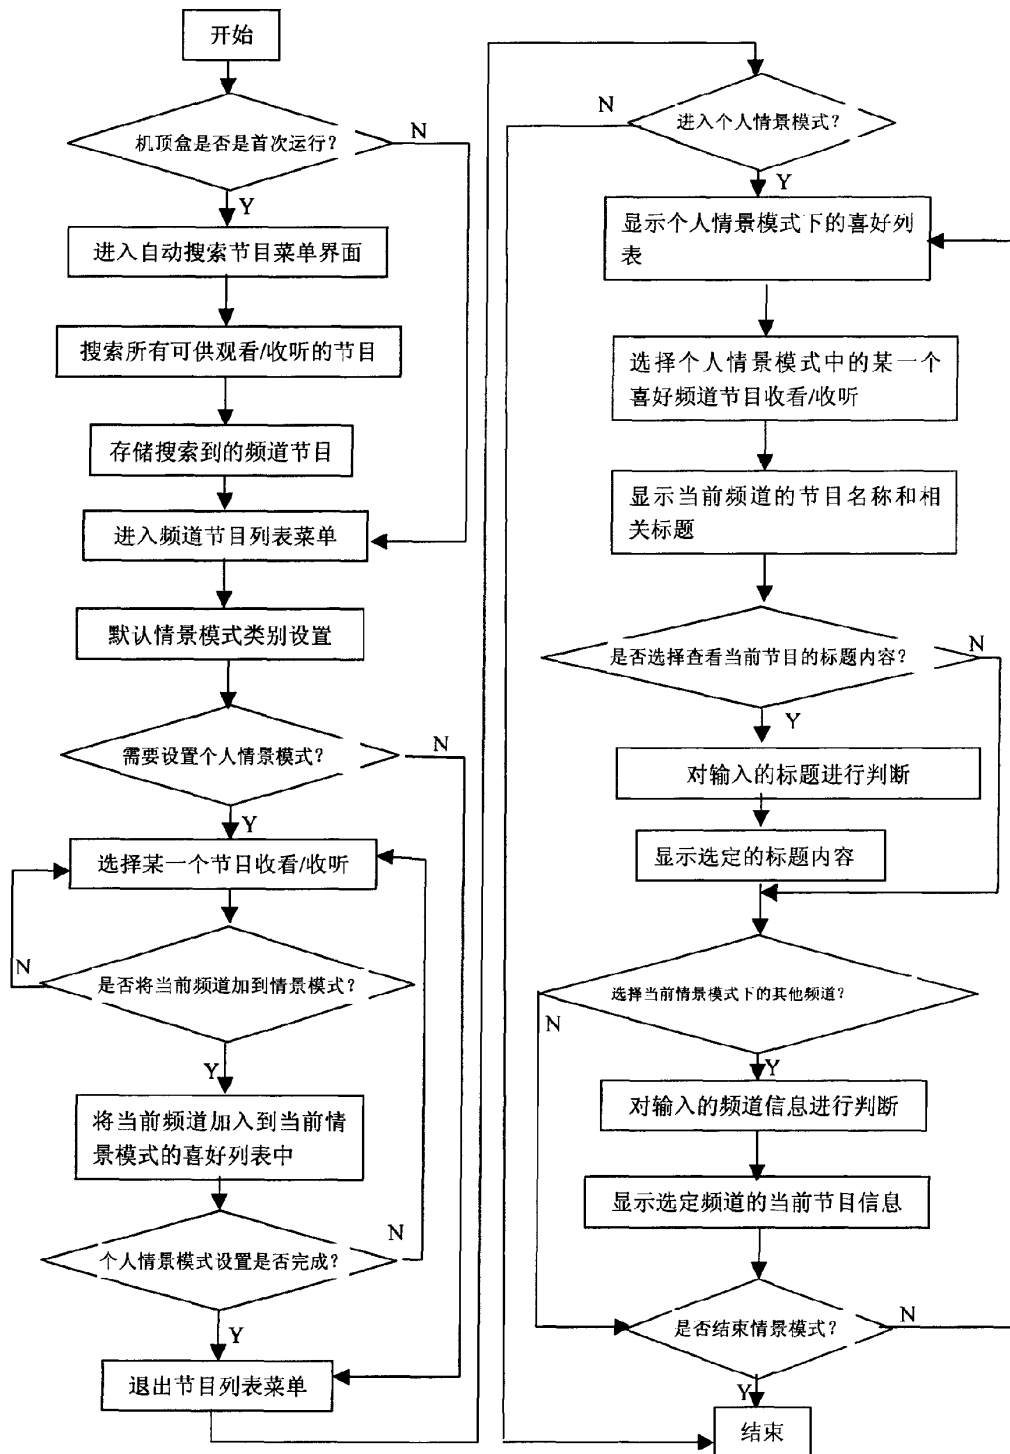 开始
机顶盒是否是首次运行？
N
Y
进入自动搜索节目菜单界面
搜索所有可供观看/收听的节目
存储搜索到的频道节目
进入频道节目列表菜单
默认情景模式类别设置
需要设置个人情景模式？
N
Y
选择某一个节目收看/收听
N
是否将当前频道加到情景模式？
Y
将当前频道加入到当前情
景模式的喜好列表中
N
个人情景模式设置是否完成？
Y
退出节目列表菜单
N
进入个人情景模式？
Y
显示个人情景模式下的喜好列
表
选择个人情景模式中的某一个
喜好频道节目收看/收听
显示当前频道的节目名称和相
关标题
是否选择查看当前节目的标题内容？
N
Y
对输入的标题进行判断
显示选定的标题内容
选择当前情景模式下的其他频道？
N
Y
对输入的频道信息进行判断
显示选定频道的当前节目信息
是否结束情景模式？
N
Y
结束